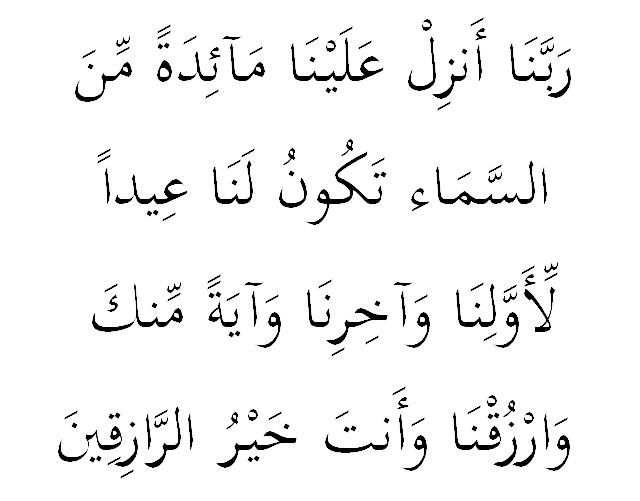 رَبَّنَا أَنزِلْ عَلَيْنَا مَآئِدَةً مِّنَ
السَّمَاءِ تَكُونُ لَنَا عِيداً
لِّأَوَّلِنَا وَآخِرِنَا وَآيَةً مِّنكَ
وَارْزُقْنَا وَأَنتَ خَيْرُ الرَّازِقِينَ